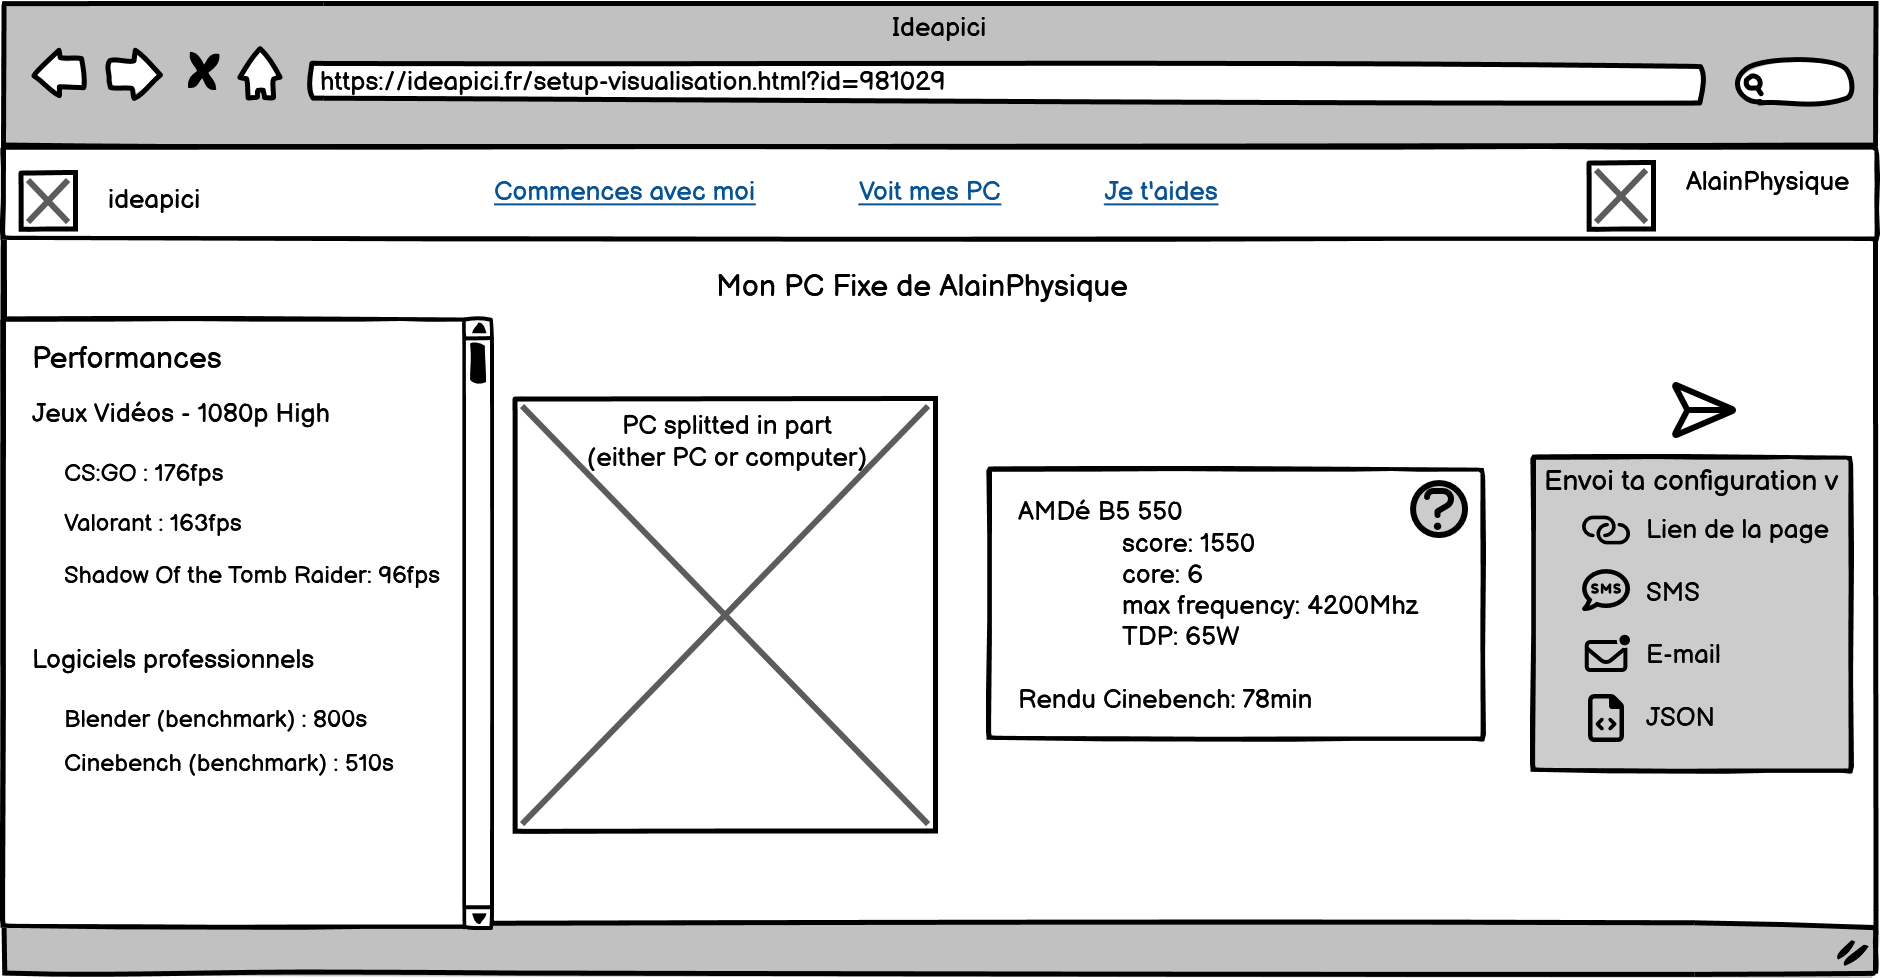 Ideapici
https://ideapici.fr/setup-visualisation.html?id=981029
ideapici
Commences avec moi
Voit mes PC
Je t'aides
AlainPhysique
Mon PC Fixe de AlainPhysique
Performances
Jeux Vidéos - 1080p High
CS:GO : 176fps
Valorant : 163fps
Shadow Of the Tomb Raider: 96fps
Logiciels professionnels
Blender (benchmark) : 800s
Cinebench (benchmark) : 510s
PC splitted in part
(either PC or computer)
AMDé B5 550
?
score: 1550
core: 6
max frequency: 4200Mhz
TDP: 65W
Rendu Cinebench: 78min
Envoi ta configuration v
Lien de la page
SMS SMS
E-mail
JSON